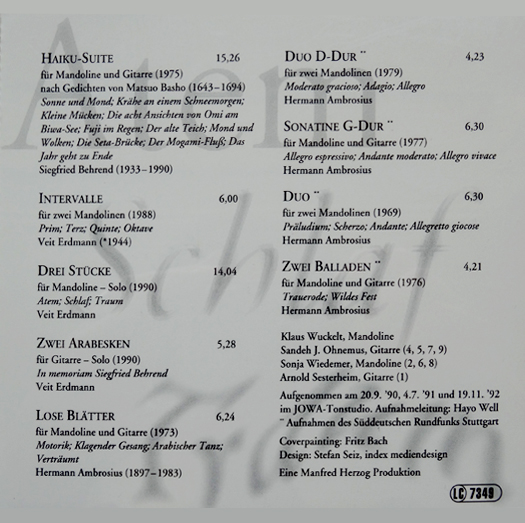 HAIKU-SUITE 15,26
für Mandoline und Gitarre (1975)
nach Gedichten von Matsuo Basho (1643–1694)
Sonne und Mond; Krähe an einem Schneemorgen;
Kleine Mücken; Die acht Ansichten von Omi am
Biwa-See; Fuji im Regen; Der alte Teich; Mond und
Wolken; Die Seta-Brücke; Der Mogami-Fluß; Das
Jahr geht zu Ende
Siegfried Behrend (1933–1990)
INTERVALLE 6,00
für zwei Mandolinen (1988)
Prim; Terz; Quinte; Oktave
Veit Erdmann (*1944)
DREI STÜCKE 14,04
für Mandoline – Solo (1990)
Atem; Schlaf; Traum
Veit Erdmann
ZWEI ARABESKEN 5,28
für Gitarre – Solo (1990)
In memoriam Siegfried Behrend
Veit Erdmann
LOSE BLÄTTER 6,24
für Mandoline und Gitarre (1973)
Motorik; Klagender Gesang; Arabischer Tanz;
Verträumt
Hermann Ambrosius (1897–1983)
DUO D-DUR ** 4,23
für zwei Mandolinen (1979)
Moderato gracioso; Adagio; Allegro
Hermann Ambrosius
SONATINE G-DUR ** 6,30
für Mandoline und Gitarre (1977)
Allegro espressivo; Andante moderato; Allegro vivace
Hermann Ambrosius
DUO ** 6,30
für zwei Mandolinen (1969)
Präludium; Scherzo; Andante; Allegretto giocose
Hermann Ambrosius
ZWEI BALLADEN ** 4,21
für Mandoline und Gitarre (1976)
Trauerode; Wildes Fest
Hermann Ambrosius
Klaus Wuckelt, Mandoline
Sandeh J. Ohnemus, Gitarre (4, 5, 7, 9)
Sonja Wiedemer, Mandoline (2, 6, 8)
Arnold Sesterheim, Gitarre (1)
Aufgenommen am 20.9. '90, 4.7. '91 und 19.11. '92
im JOWA-Tonstudio. Aufnahmeleitung: Hayo Well
** Aufnahmen des Süddeutschen Rundfunks Stuttgart
Coverpainting: Fritz Bach
Design: Stefan Seiz, index mediendesign
Eine Manfred Herzog Produktion
LC 7349
Atem
Schlaf
Traum